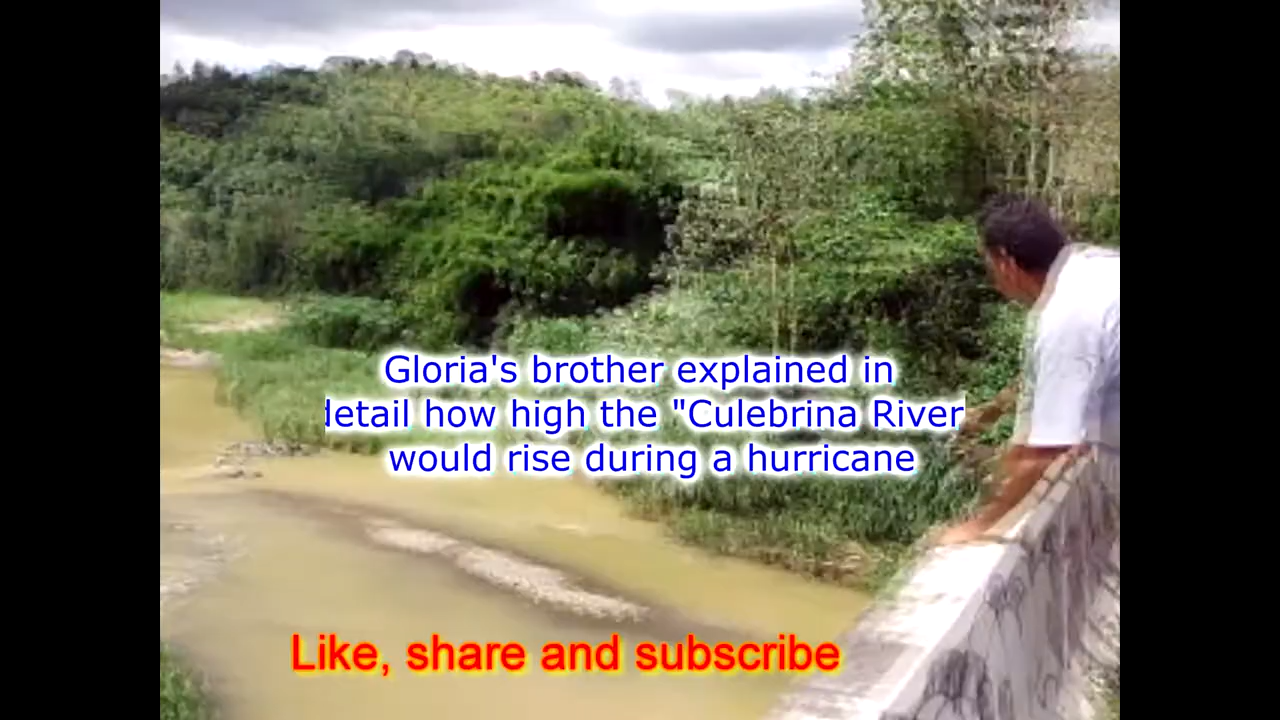 Gloria's brother explained in
detail how high the "Culebrina River
would rise during a hurricane
Like, share and subscribe